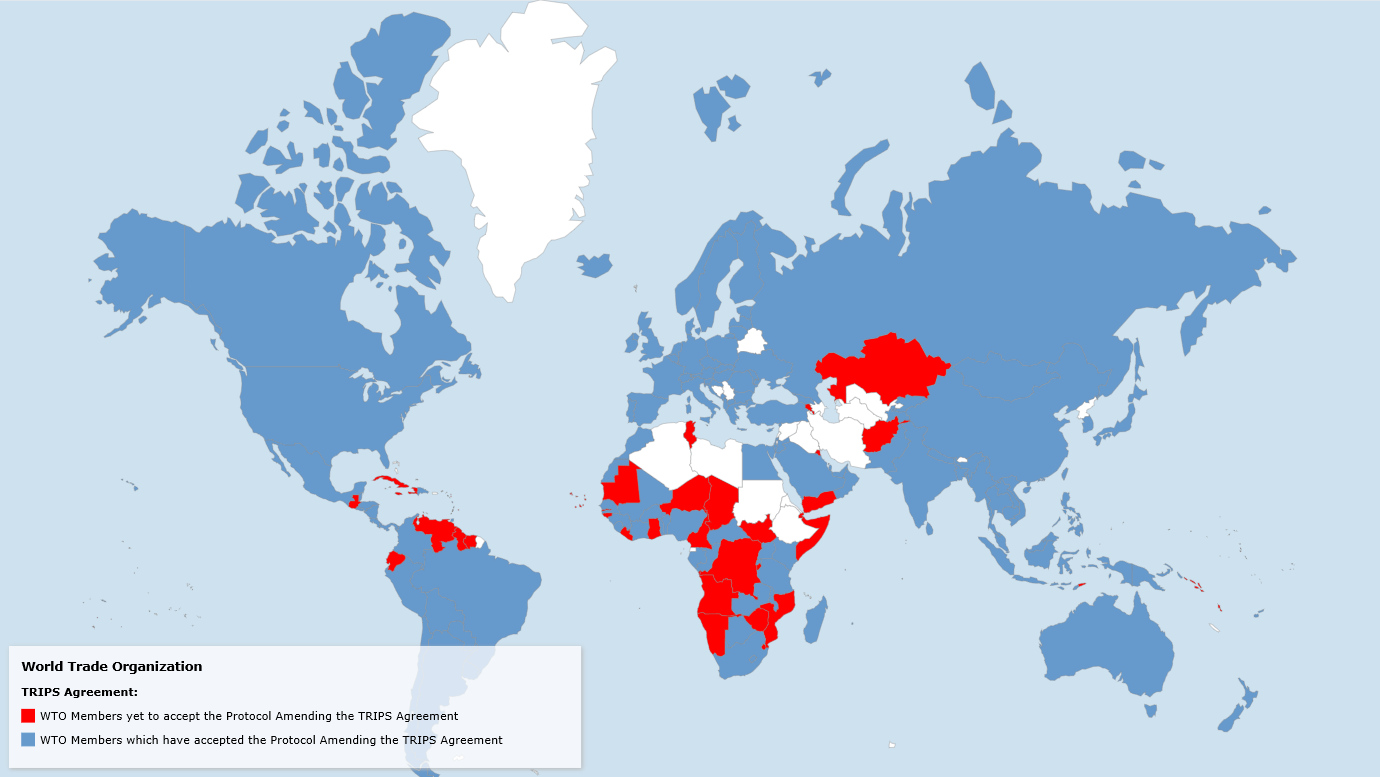 World Trade Organization
TRIPS Agreement:
WTO Members yet to accept the Protocol Amending the TRIPS Agreement
WTO Members which have accepted the Protocol Amending the TRIPS Agreement